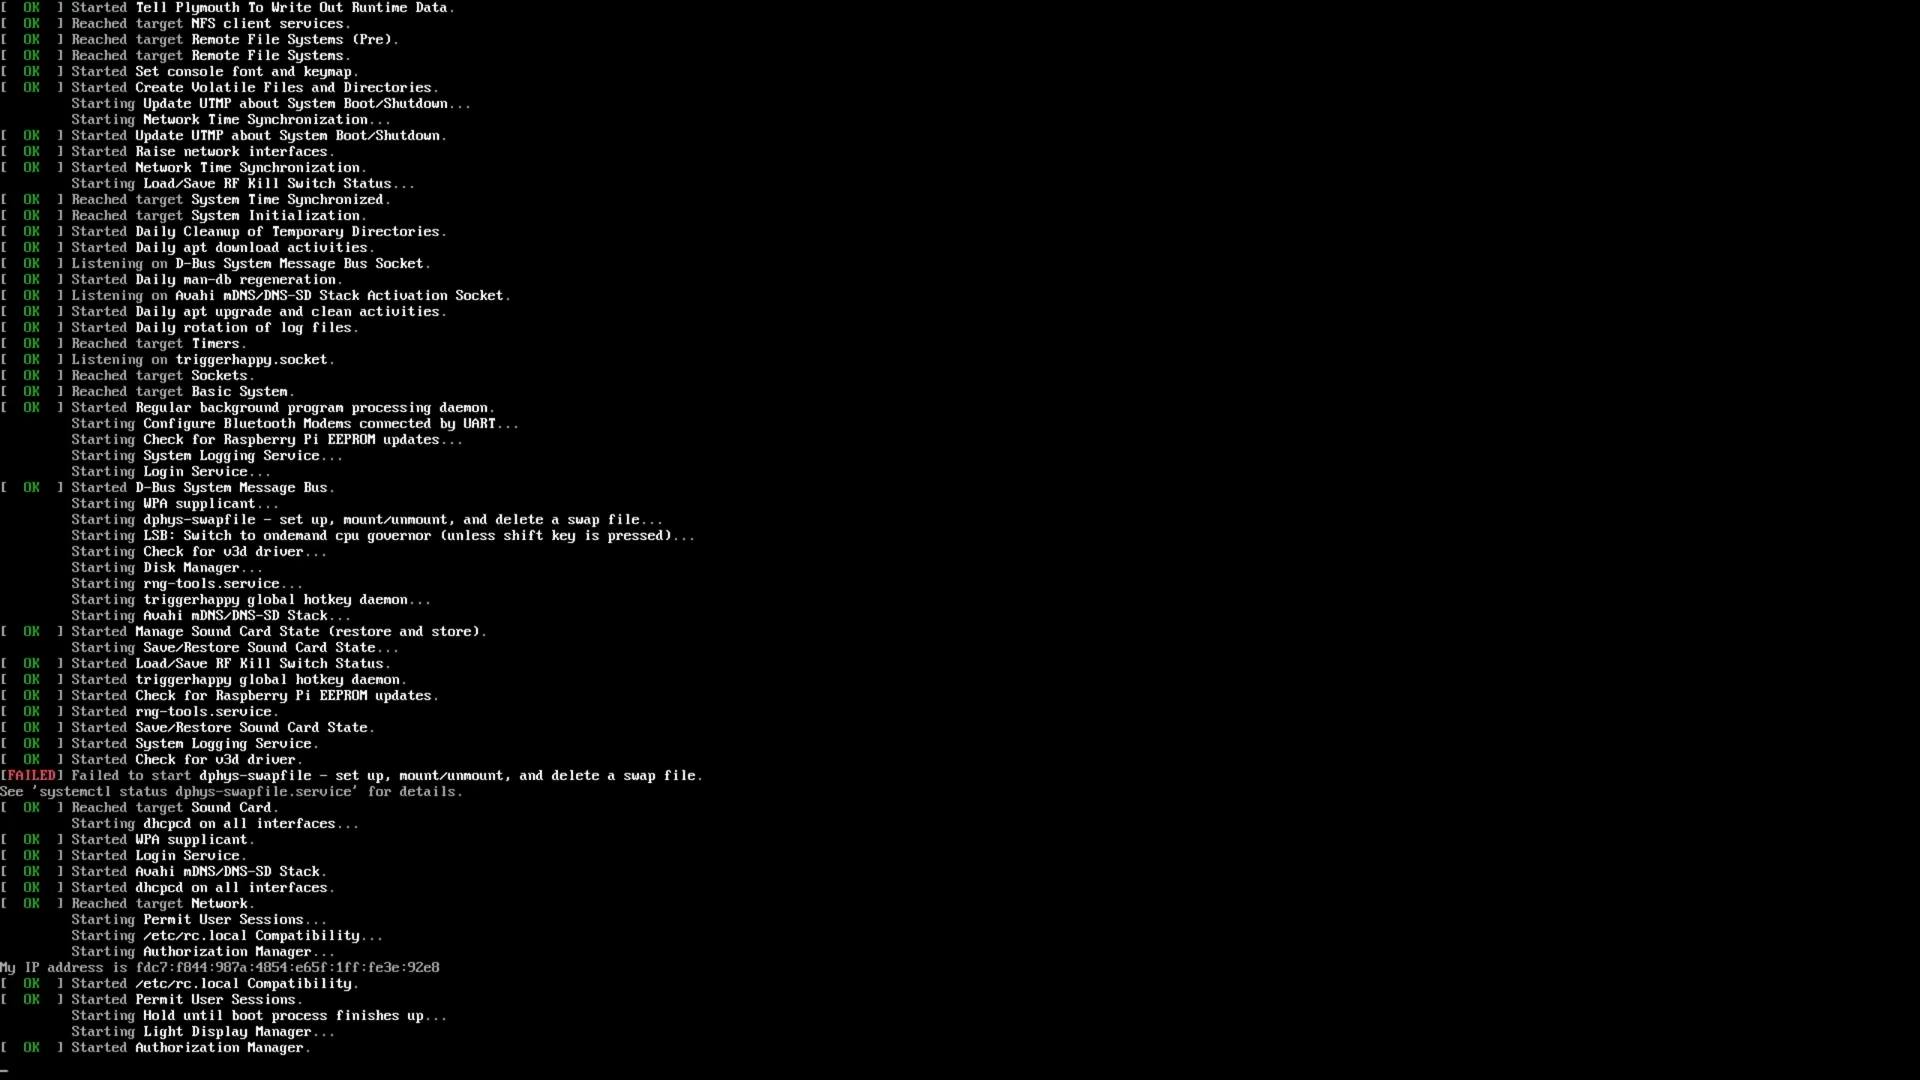 [  OK  ] Started Tell Plymouth To Write Out Runtime Data.
[  OK  ] Reached target NFS client services.
[  OK  ] Reached target Remote File Systems (Pre).
[  OK  ] Reached target Remote File Systems.
[  OK  ] Started Set console font and keymap.
[  OK  ] Started Create Volatile Files and Directories.
         Starting Update UTMP about System Boot/Shutdown...
         Starting Network Time Synchronization...
[  OK  ] Started Update UTMP about System Boot/Shutdown.
[  OK  ] Started Raise network interfaces.
[  OK  ] Started Network Time Synchronization.
         Starting Load/Save RF Kill Switch Status...
[  OK  ] Reached target System Time Synchronized.
[  OK  ] Reached target System Initialization.
[  OK  ] Started Daily Cleanup of Temporary Directories.
[  OK  ] Started Daily apt download activities.
[  OK  ] Listening on D-Bus System Message Bus Socket.
[  OK  ] Started Daily man-db regeneration.
[  OK  ] Listening on Avahi mDNS/DNS-SD Stack Activation Socket.
[  OK  ] Started Daily apt upgrade and clean activities.
[  OK  ] Started Daily rotation of log files.
[  OK  ] Reached target Timers.
[  OK  ] Listening on triggerhappy.socket.
[  OK  ] Reached target Sockets.
[  OK  ] Reached target Basic System.
[  OK  ] Started Regular background program processing daemon.
         Starting Configure Bluetooth Modems connected by UART...
         Starting Check for Raspberry Pi EEPROM updates...
         Starting System Logging Service...
         Starting Login Service...
[  OK  ] Started D-Bus System Message Bus.
         Starting WPA supplicant...
         Starting dphys-swapfile - set up, mount/unmount, and delete a swap file...
         Starting LSB: Switch to ondemand cpu governor (unless shift key is pressed)...
         Starting Check for v3d driver...
         Starting Disk Manager...
         Starting rng-tools.service...
         Starting triggerhappy global hotkey daemon...
         Starting Avahi mDNS/DNS-SD Stack...
[  OK  ] Started Manage Sound Card State (restore and store).
         Starting Save/Restore Sound Card State...
[  OK  ] Started Load/Save RF Kill Switch Status.
[  OK  ] Started triggerhappy global hotkey daemon.
[  OK  ] Started Check for Raspberry Pi EEPROM updates.
[  OK  ] Started rng-tools.service.
[  OK  ] Started Save/Restore Sound Card State.
[  OK  ] Started System Logging Service.
[  OK  ] Started Check for v3d driver.
[FAILED] Failed to start dphys-swapfile - set up, mount/unmount, and delete a swap file.
See 'systemctl status dphys-swapfile.service' for details.
[  OK  ] Reached target Sound Card.
         Starting dhcpcd on all interfaces...
[  OK  ] Started WPA supplicant.
[  OK  ] Started Login Service.
[  OK  ] Started Avahi mDNS/DNS-SD Stack.
[  OK  ] Started dhcpcd on all interfaces.
[  OK  ] Reached target Network.
         Starting Permit User Sessions...
         Starting /etc/rc.local Compatibility...
         Starting Authorization Manager...
My IP address is fdc7:f844:987a:4854:e65f:1ff:fe3e:92e8
[  OK  ] Started /etc/rc.local Compatibility.
[  OK  ] Started Permit User Sessions.
         Starting Hold until boot process finishes up...
         Starting Light Display Manager...
[  OK  ] Started Authorization Manager.